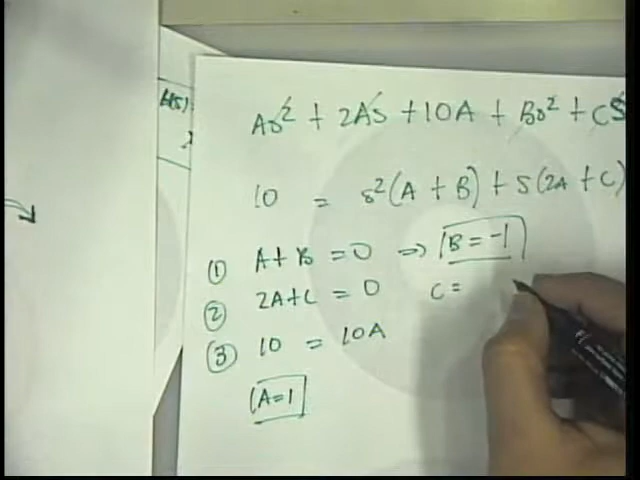 As² + 2AS + 10A + Bs² + CS
10 = s²(A + B) + S(2A + C)
① A + B = 0 => B = -1
② 2A + C = 0 C =
③ 10 = 10A
A = 1